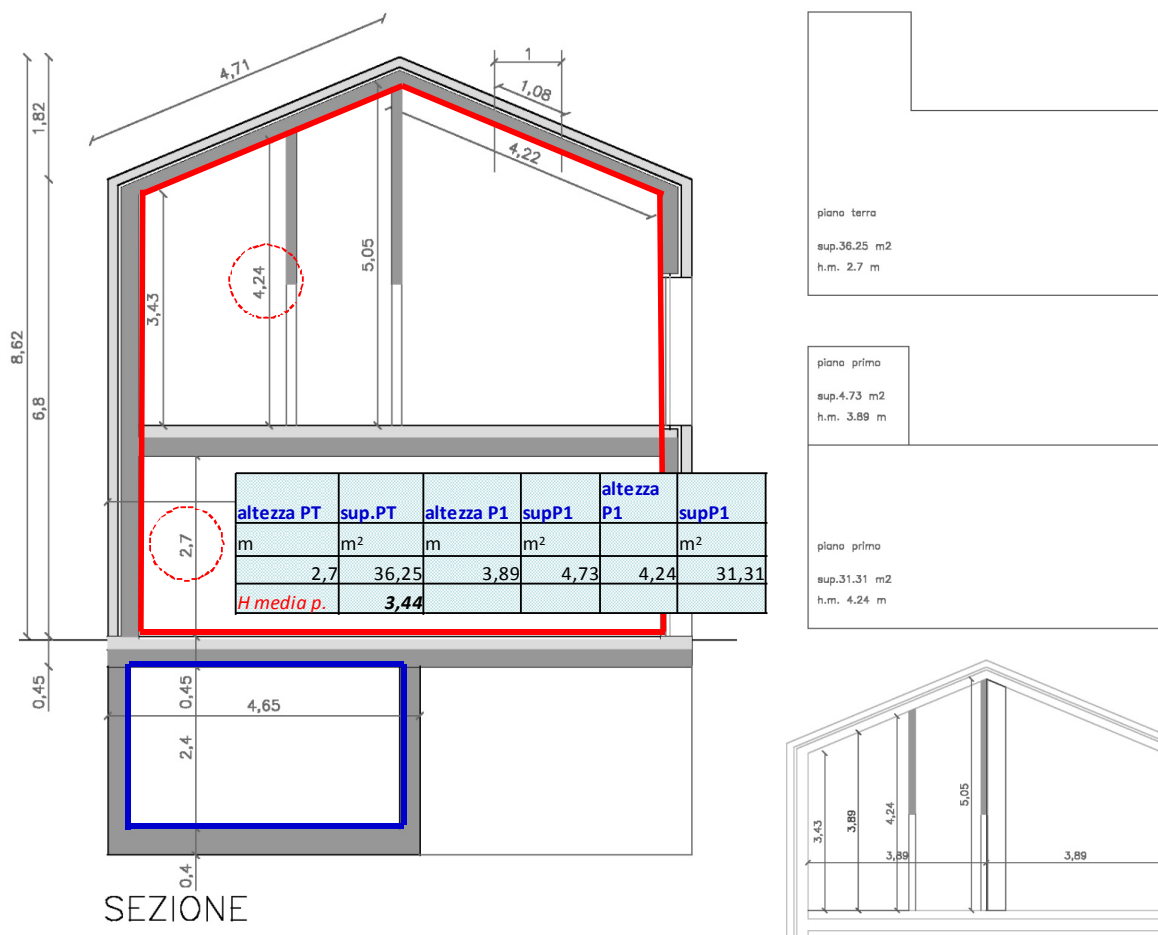 4,71
1
1,08
1,82
4,22
4,24
5,05
3,43
8,62
6,8
2,7
altezza PT sup.PT altezza P1 supP1 altezza P1 supP1
m m² m m² m²
2,7 36,25 3,89 4,73 4,24 31,31
H media p. 3,44
0,45
0,45
4,65
2,4
0,4
SEZIONE
piano terra
sup.36.25 m2
h.m. 2.7 m
piano primo
sup.4.73 m2
h.m. 3.89 m
piano primo
sup.31.31 m2
h.m. 4.24 m
3,43
3,89
4,24
5,05
3,89
3,89